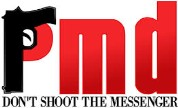 Pmd
DON'T SHOOT THE MESSENGER